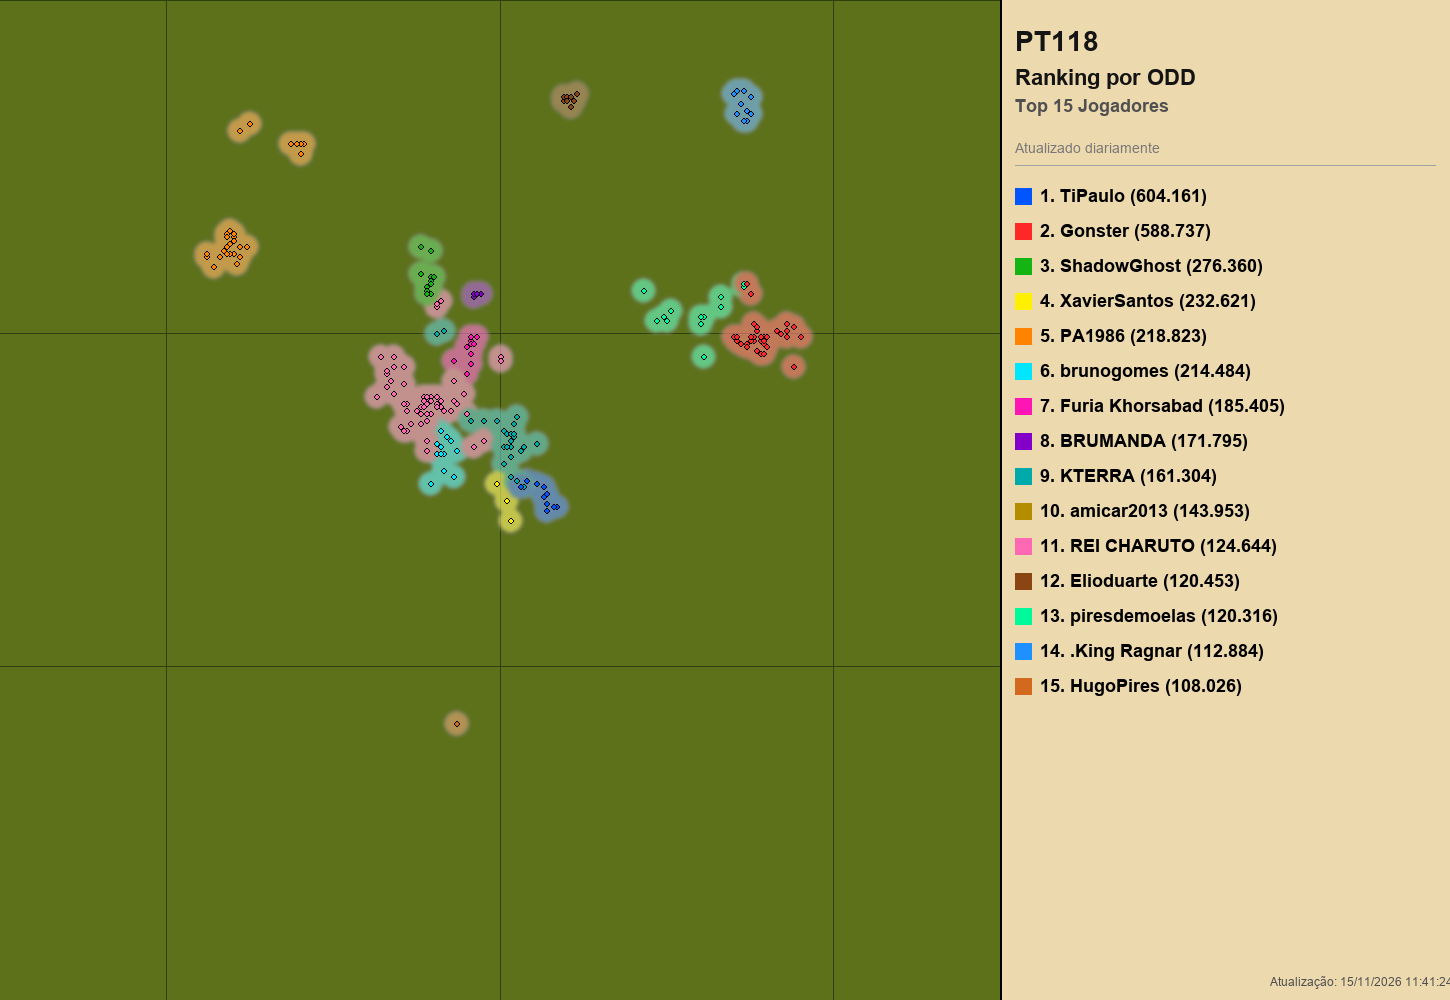 PT118
Ranking por ODD
Top 15 Jogadores
Atualizado diariamente
1. TiPaulo (604.161)
2. Gonster (588.737)
3. ShadowGhost (276.360)
4. XavierSantos (232.621)
5. PA1986 (218.823)
6. brunogomes (214.484)
7. Furia Khorsabad (185.405)
8. BRUMANDA (171.795)
9. KTERRA (161.304)
10. amicar2013 (143.953)
11. REI CHARUTO (124.644)
12. Elioduarte (120.453)
13. piresdemoelas (120.316)
14. .King Ragnar (112.884)
15. HugoPires (108.026)
Atualização: 15/11/2026 11:41:24